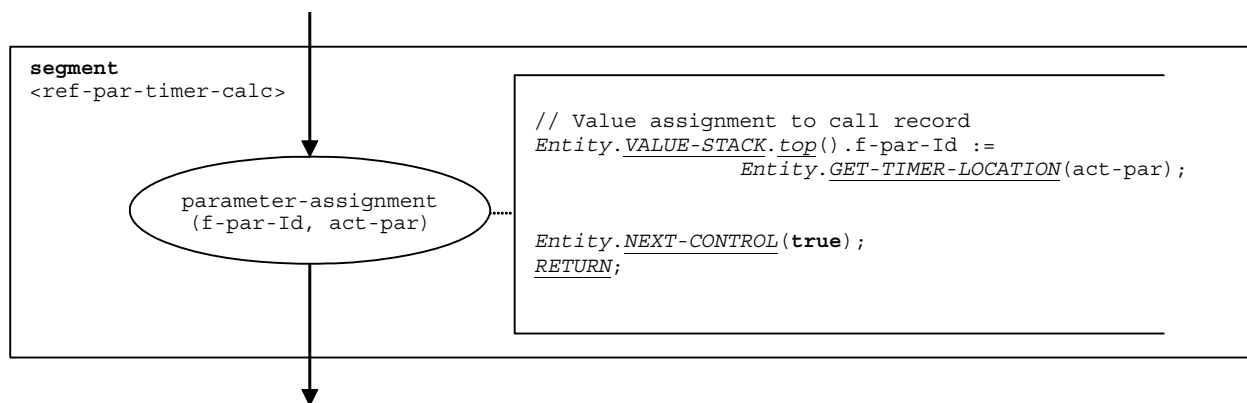 segment
<ref-par-timer-calc>
parameter-assignment
(f-par-Id, act-par)
// Value assignment to call record
Entity.VALUE-STACK.top().f-par-Id :=
Entity.GET-TIMER-LOCATION(act-par);
Entity.NEXT-CONTROL(true);
RETURN;